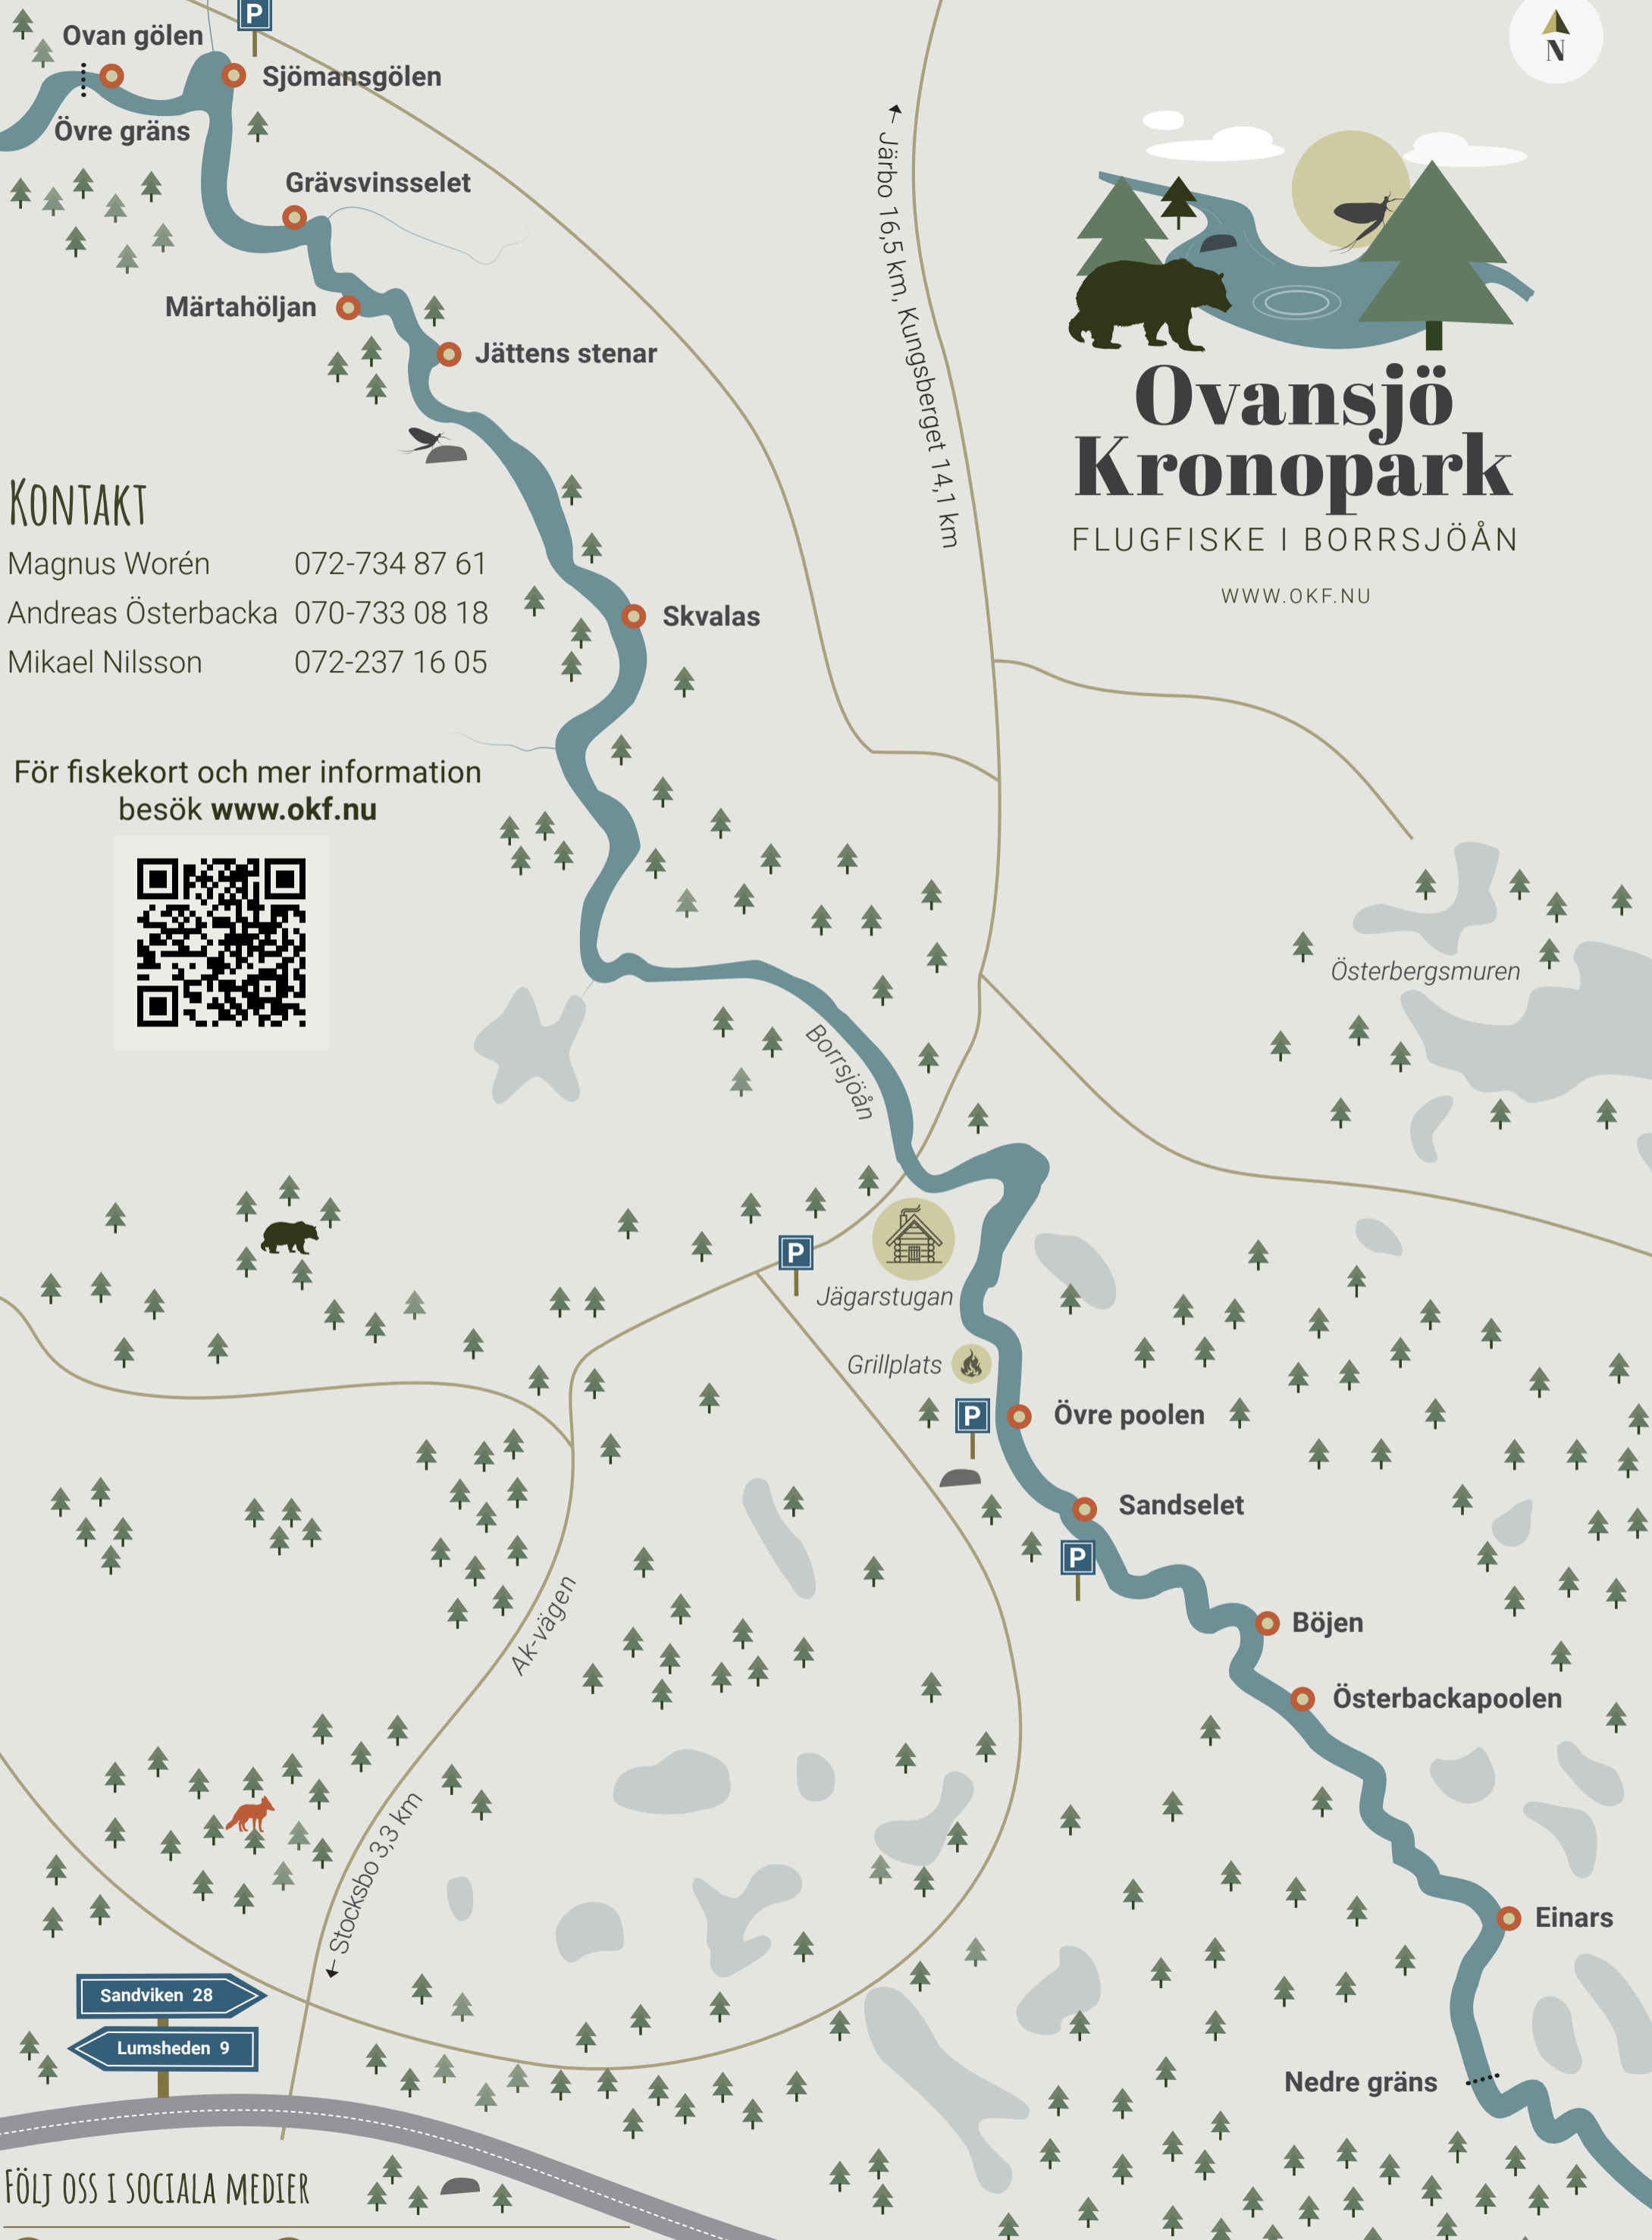 P
N
Ovan gölen
Sjömansgölen
Övre gräns
Grävsvinsselet
Märtahöljan
Jättens stenar
Järbo 16,5 km, Kungsberget 14,1 km
Ovansjö
Kronopark
FLUGFISKE I BORRSJÖÅN
WWW.OKF.NU
KONTAKT
Magnus Worén 072-734 87 61
Andreas Österbacka 070-733 08 18
Mikael Nilsson 072-237 16 05
Skvalas
För fiskekort och mer information
besök www.okf.nu
Österbergsmuren
Borrsjöån
P
Jägarstugan
Grillplats
P
Övre poolen
Sandselet
P
Böjen
Österbackapoolen
Ak-vägen
Stocksbo 3,3 km
Einars
Sandviken 28
Lumsheden 9
Nedre gräns
FÖLJ OSS I SOCIALA MEDIER